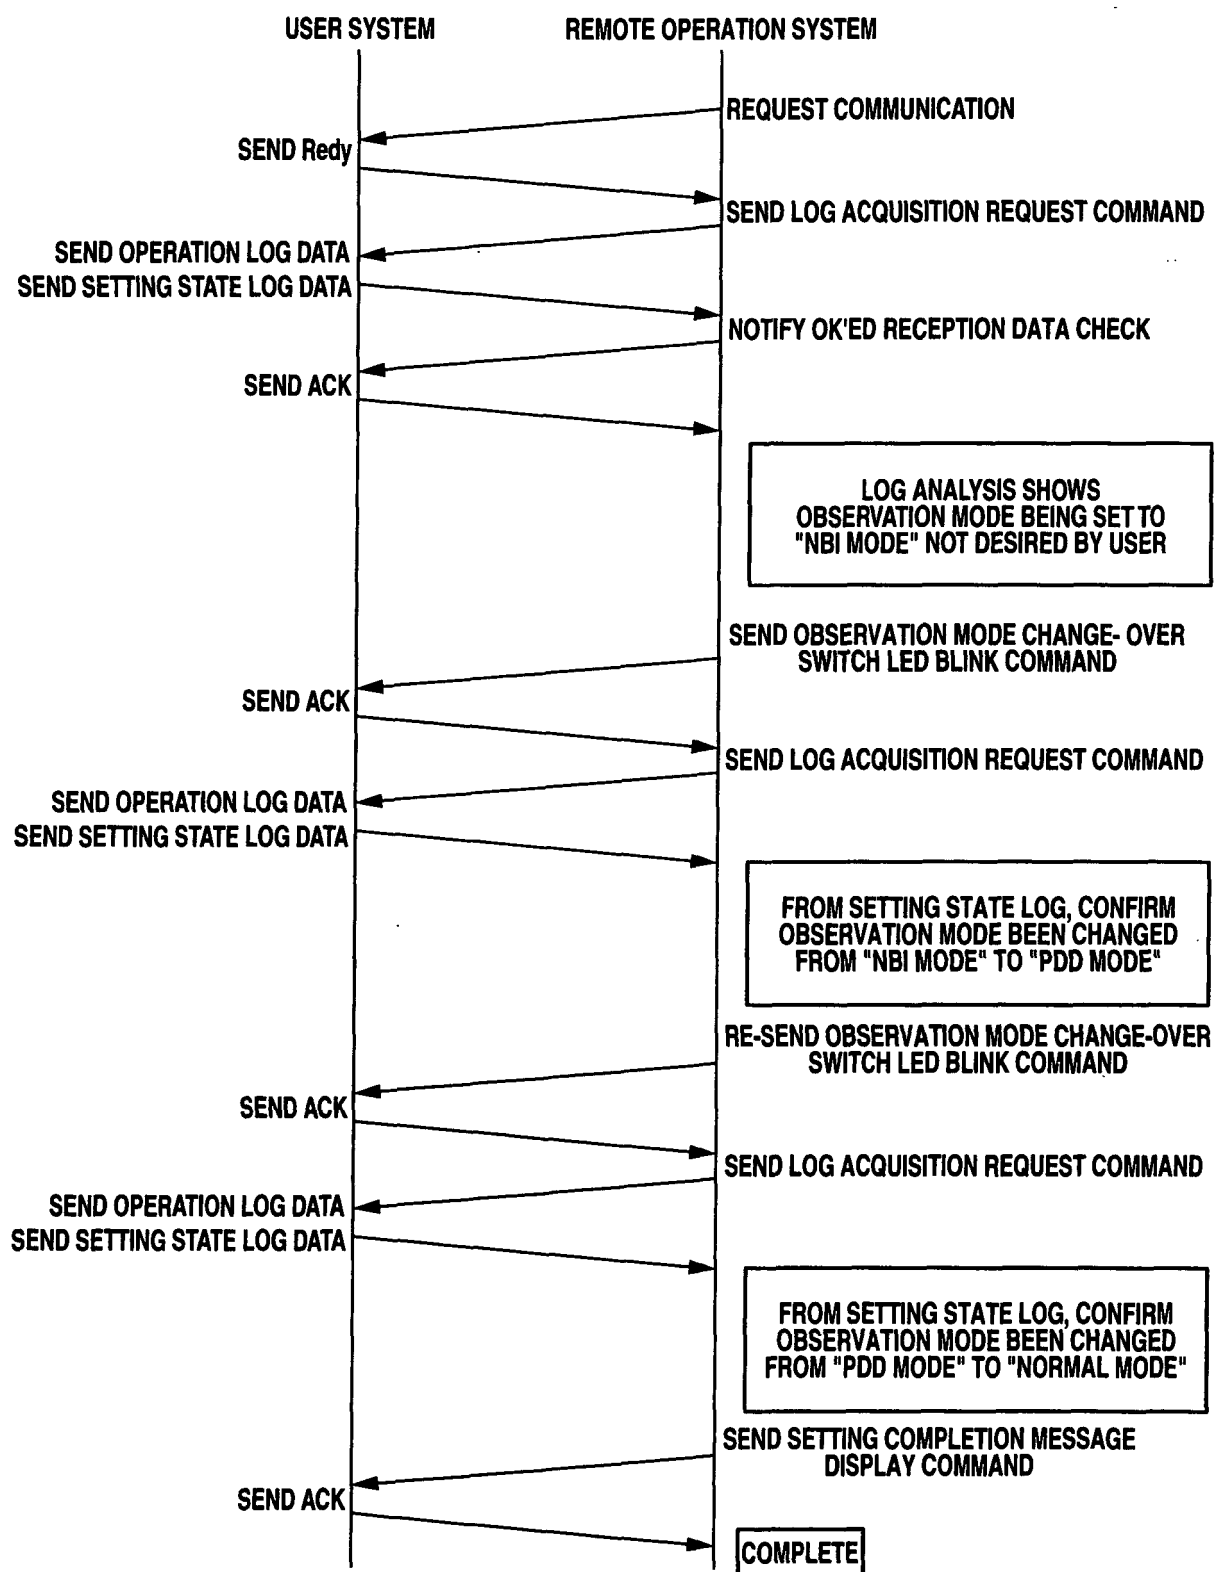 USER SYSTEM
REMOTE OPERATION SYSTEM
REQUEST COMMUNICATION
SEND Redy
SEND LOG ACQUISITION REQUEST COMMAND
SEND OPERATION LOG DATA
SEND SETTING STATE LOG DATA
NOTIFY OK'ED RECEPTION DATA CHECK
SEND ACK
LOG ANALYSIS SHOWS
OBSERVATION MODE BEING SET TO
"NBI MODE" NOT DESIRED BY USER
SEND OBSERVATION MODE CHANGE- OVER
SWITCH LED BLINK COMMAND
SEND ACK
SEND LOG ACQUISITION REQUEST COMMAND
SEND OPERATION LOG DATA
SEND SETTING STATE LOG DATA
FROM SETTING STATE LOG, CONFIRM
OBSERVATION MODE BEEN CHANGED
FROM "NBI MODE" TO "PDD MODE"
RE-SEND OBSERVATION MODE CHANGE-OVER
SWITCH LED BLINK COMMAND
SEND ACK
SEND LOG ACQUISITION REQUEST COMMAND
SEND OPERATION LOG DATA
SEND SETTING STATE LOG DATA
FROM SETTING STATE LOG, CONFIRM
OBSERVATION MODE BEEN CHANGED
FROM "PDD MODE" TO "NORMAL MODE"
SEND SETTING COMPLETION MESSAGE
DISPLAY COMMAND
SEND ACK
COMPLETE